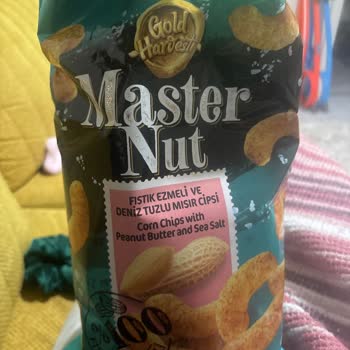 Gold
Harvest
Master
Nut
FISTIK EZMELİ VE
DENİZ TUZLU MISIR CİPSİ
Corn Chips with
Peanut Butter and Sea Salt